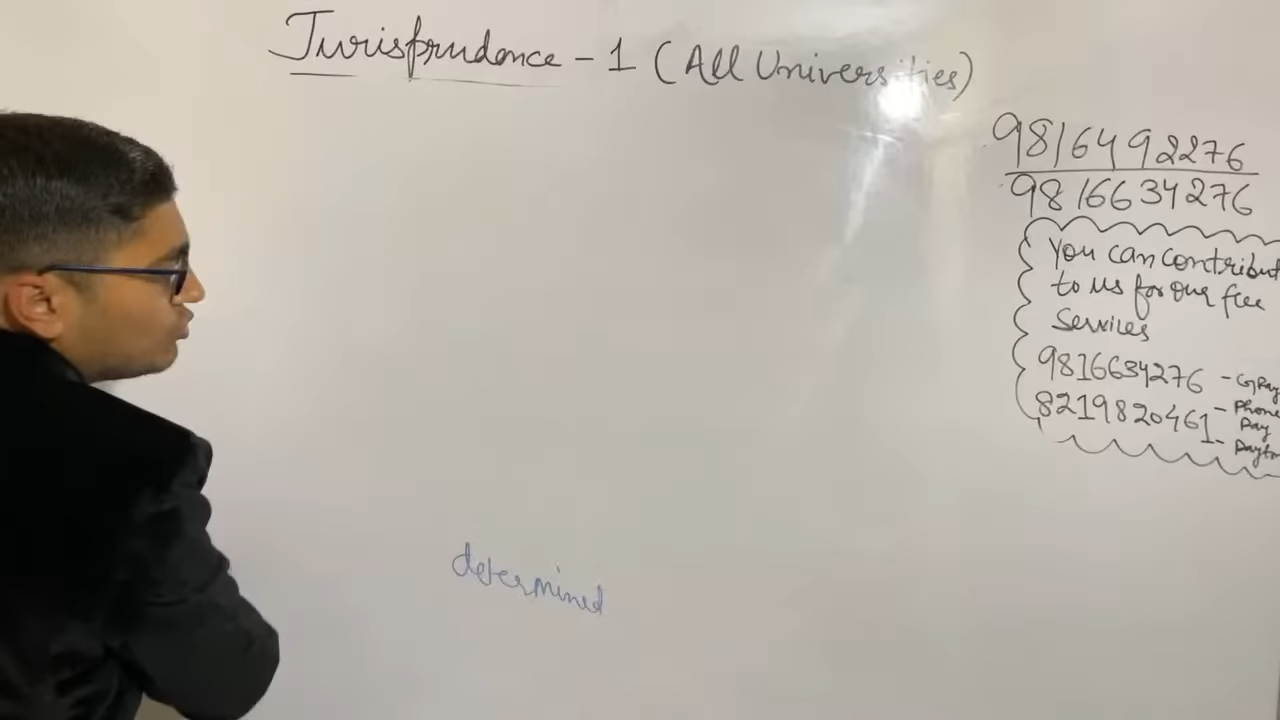 Jurisprudence - 1 (All Universities)
9816492276
9816634276
You can contribut
to us for our free
Services
9816634276 - GPay
8219820461 - Phone
Pay
- Paytm
determined